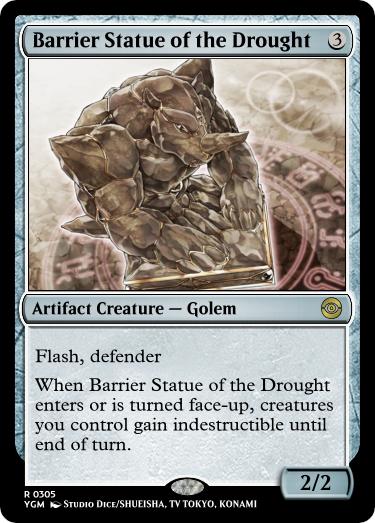 Barrier Statue of the Drought 3
Artifact Creature — Golem
Flash, defender
When Barrier Statue of the Drought
enters or is turned face-up, creatures
you control gain indestructible until
end of turn.
2/2
R 0305
YGM Studio Dice/SHUEISHA, TV TOKYO, KONAMI